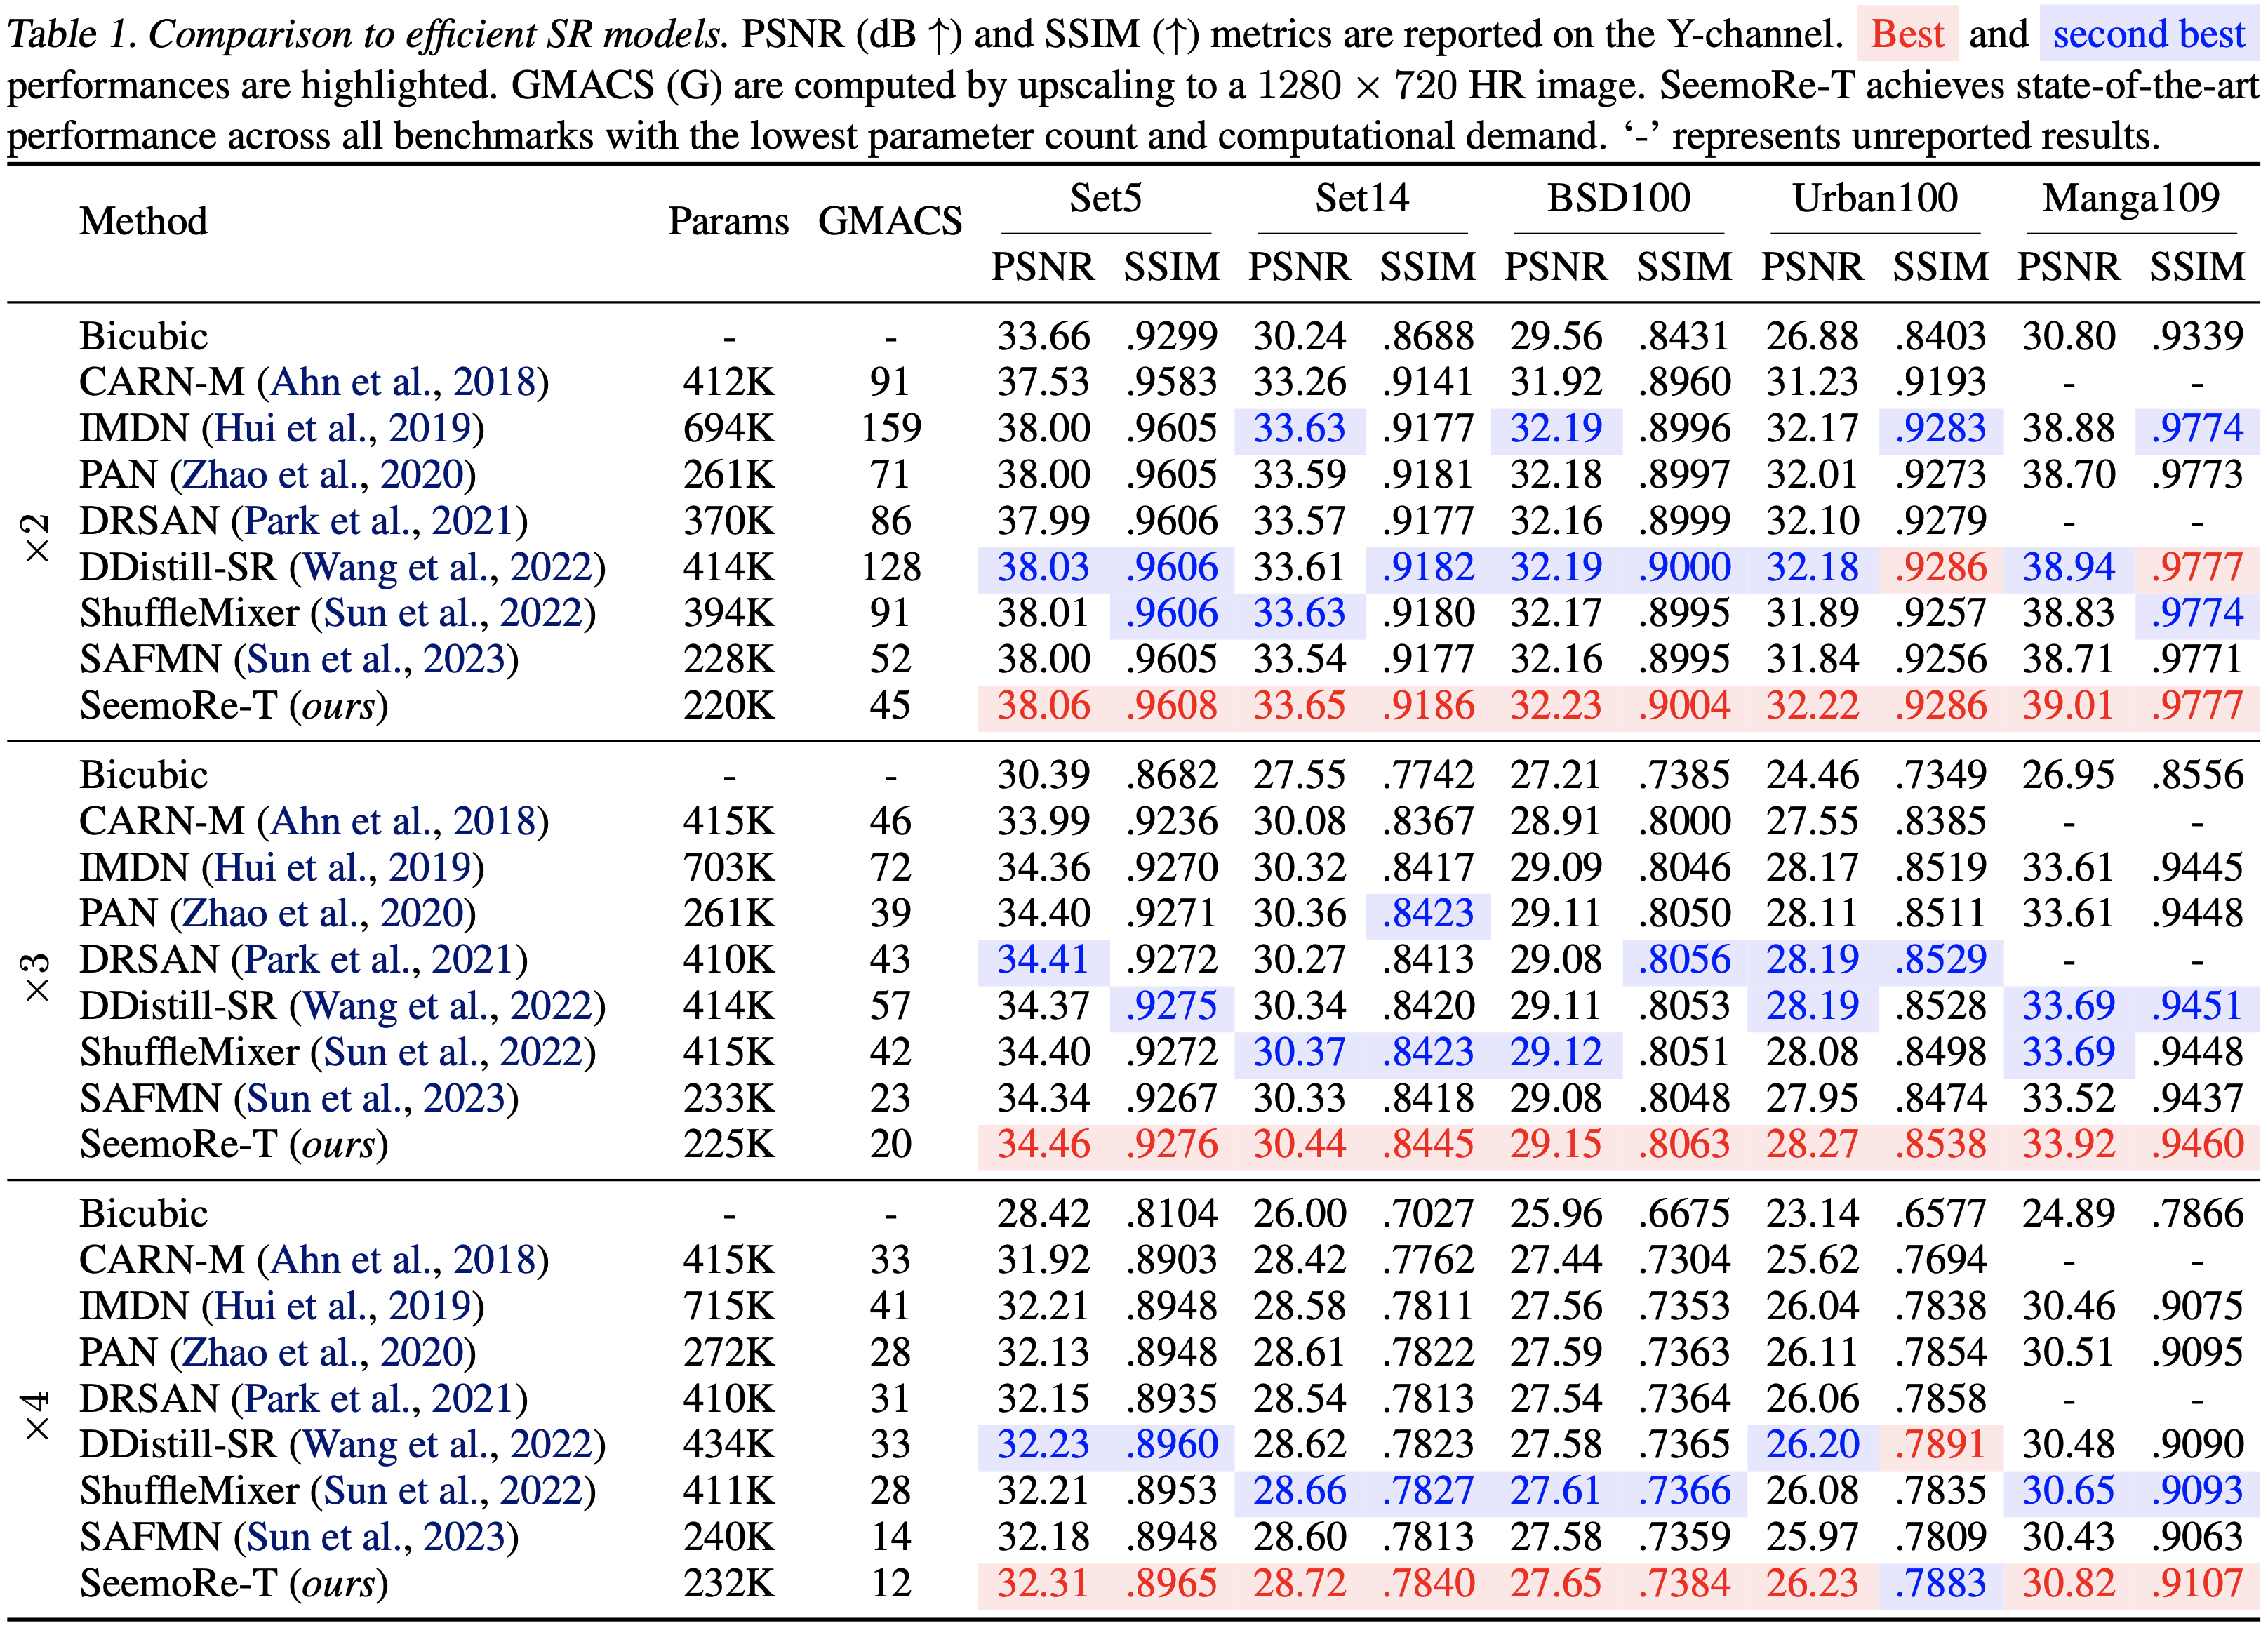 Table 1. Comparison to efficient SR models. PSNR (dB ↑) and SSIM (↑) metrics are reported on the Y-channel. Best and second best
performances are highlighted. GMACS (G) are computed by upscaling to a 1280 × 720 HR image. SeemoRe-T achieves state-of-the-art
performance across all benchmarks with the lowest parameter count and computational demand. ‘-’ represents unreported results.
Method Params GMACS Set5 Set14 BSD100 Urban100 Manga109
PSNR SSIM PSNR SSIM PSNR SSIM PSNR SSIM PSNR SSIM
×2
Bicubic - - 33.66 .9299 30.24 .8688 29.56 .8431 26.88 .8403 30.80 .9339
CARN-M (Ahn et al., 2018) 412K 91 37.53 .9583 33.26 .9141 31.92 .8960 31.23 .9193 - -
IMDN (Hui et al., 2019) 694K 159 38.00 .9605 33.63 .9177 32.19 .8996 32.17 .9283 38.88 .9774
PAN (Zhao et al., 2020) 261K 71 38.00 .9605 33.59 .9181 32.18 .8997 32.01 .9273 38.70 .9773
DRSAN (Park et al., 2021) 370K 86 37.99 .9606 33.57 .9177 32.16 .8999 32.10 .9279 - -
DDistill-SR (Wang et al., 2022) 414K 128 38.03 .9606 33.61 .9182 32.19 .9000 32.18 .9286 38.94 .9777
ShuffleMixer (Sun et al., 2022) 394K 91 38.01 .9606 33.63 .9180 32.17 .8995 31.89 .9257 38.83 .9774
SAFMN (Sun et al., 2023) 228K 52 38.00 .9605 33.54 .9177 32.16 .8995 31.84 .9256 38.71 .9771
SeemoRe-T (ours) 220K 45 38.06 .9608 33.65 .9186 32.23 .9004 32.22 .9286 39.01 .9777
×3
Bicubic - - 30.39 .8682 27.55 .7742 27.21 .7385 24.46 .7349 26.95 .8556
CARN-M (Ahn et al., 2018) 415K 46 33.99 .9236 30.08 .8367 28.91 .8000 27.55 .8385 - -
IMDN (Hui et al., 2019) 703K 72 34.36 .9270 30.32 .8417 29.09 .8046 28.17 .8519 33.61 .9445
PAN (Zhao et al., 2020) 261K 39 34.40 .9271 30.36 .8423 29.11 .8050 28.11 .8511 33.61 .9448
DRSAN (Park et al., 2021) 410K 43 34.41 .9272 30.27 .8413 29.08 .8056 28.19 .8529 - -
DDistill-SR (Wang et al., 2022) 414K 57 34.37 .9275 30.34 .8420 29.11 .8053 28.19 .8528 33.69 .9451
ShuffleMixer (Sun et al., 2022) 415K 42 34.40 .9272 30.37 .8423 29.12 .8051 28.08 .8498 33.69 .9448
SAFMN (Sun et al., 2023) 233K 23 34.34 .9267 30.33 .8418 29.08 .8048 27.95 .8474 33.52 .9437
SeemoRe-T (ours) 225K 20 34.46 .9276 30.44 .8445 29.15 .8063 28.27 .8538 33.92 .9460
×4
Bicubic - - 28.42 .8104 26.00 .7027 25.96 .6675 23.14 .6577 24.89 .7866
CARN-M (Ahn et al., 2018) 415K 33 31.92 .8903 28.42 .7762 27.44 .7304 25.62 .7694 - -
IMDN (Hui et al., 2019) 715K 41 32.21 .8948 28.58 .7811 27.56 .7353 26.04 .7838 30.46 .9075
PAN (Zhao et al., 2020) 272K 28 32.13 .8948 28.61 .7822 27.59 .7363 26.11 .7854 30.51 .9095
DRSAN (Park et al., 2021) 410K 31 32.15 .8935 28.54 .7813 27.54 .7364 26.06 .7858 - -
DDistill-SR (Wang et al., 2022) 434K 33 32.23 .8960 28.62 .7823 27.58 .7365 26.20 .7891 30.48 .9090
ShuffleMixer (Sun et al., 2022) 411K 28 32.21 .8953 28.66 .7827 27.61 .7366 26.08 .7835 30.65 .9093
SAFMN (Sun et al., 2023) 240K 14 32.18 .8948 28.60 .7813 27.58 .7359 25.97 .7809 30.43 .9063
SeemoRe-T (ours) 232K 12 32.31 .8965 28.72 .7840 27.65 .7384 26.23 .7883 30.82 .9107